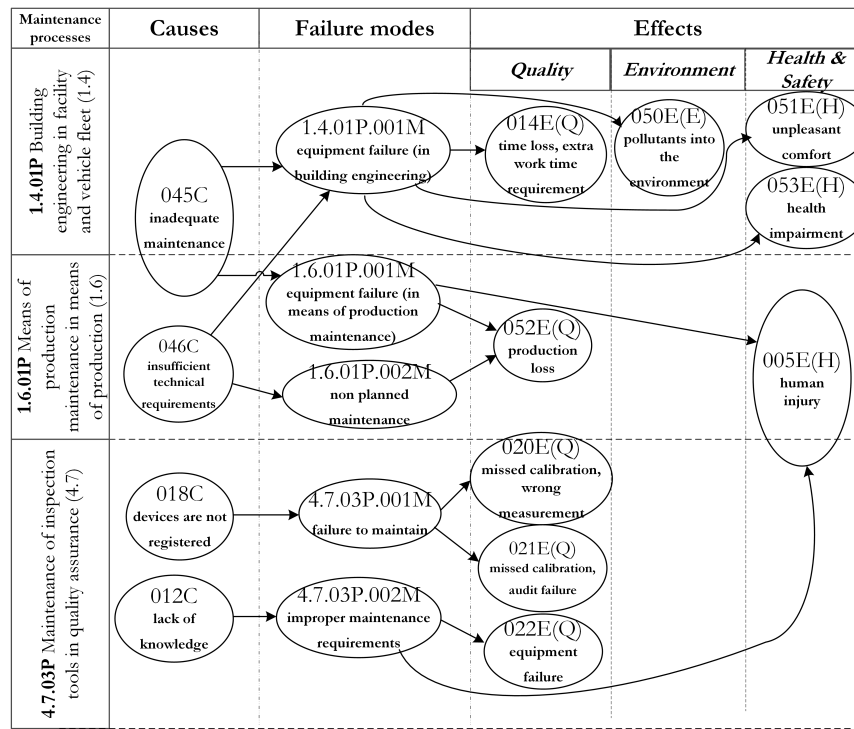 Maintenance
processes
Causes
Failure modes
Effects
Quality
Environment
Health &
Safety
1.4.01P Building
engineering in facility
and vehicle fleet (1.4)
045C
inadequate
maintenance
1.4.01P.001M
equipment failure (in
building engineering)
014E(Q)
time loss, extra
work time
requirement
050E(E)
pollutants into
the
environment
051E(H)
unpleasant
comfort
053E(H)
health
impairment
1.6.01P Means of
production
maintenance in means
of production (1.6)
046C
insufficient
technical
requirements
1.6.01P.001M
equipment failure (in
means of production
maintenance)
1.6.01P.002M
non planned
maintenance
052E(Q)
production
loss
005E(H)
human
injury
4.7.03P Maintenance of inspection
tools in quality assurance (4.7)
018C
devices are not
registered
4.7.03P.001M
failure to maintain
020E(Q)
missed calibration,
wrong
measurement
021E(Q)
missed calibration,
audit failure
012C
lack of
knowledge
4.7.03P.002M
improper maintenance
requirements
022E(Q)
equipment
failure